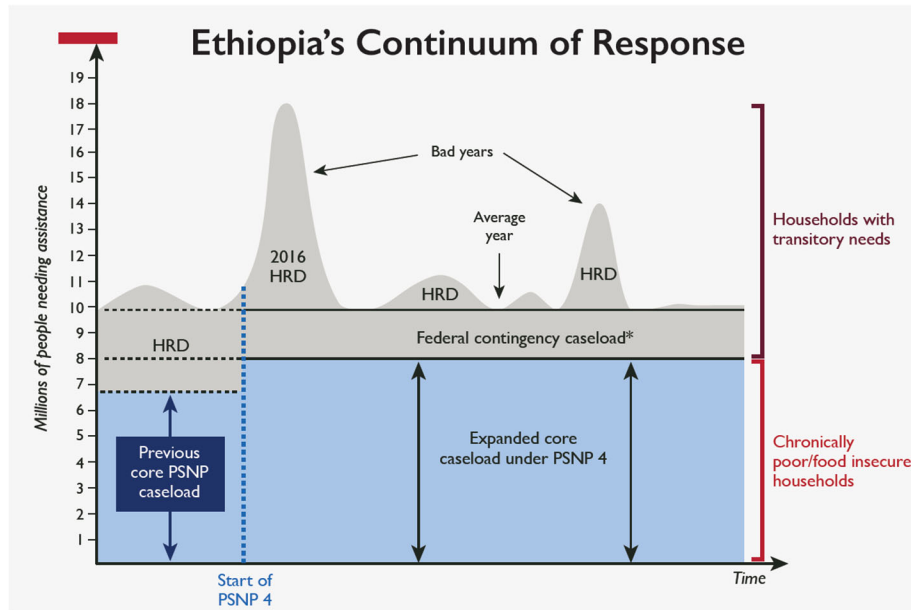 Ethiopia's Continuum of Response
Millions of people needing assistance
19
18
17
16
15
14
13
12
11
10
9
8
7
6
5
4
3
2
1
Bad years
Average
year
2016
HRD
HRD
HRD
HRD
Federal contingency caseload*
Previous
core PSNP
caseload
Expanded core
caseload under PSNP 4
Households with
transitory needs
Chronically
poor/food insecure
households
Start of
PSNP 4
Time